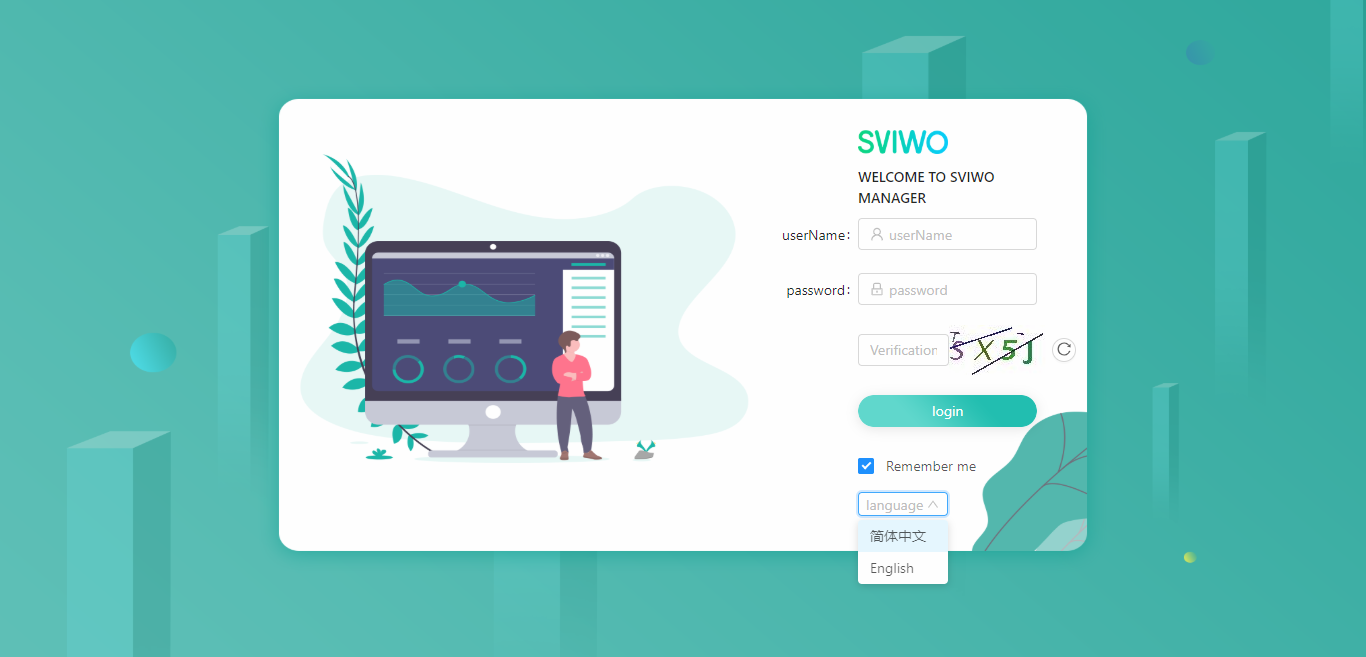 SVIWO
WELCOME TO SVIWO
MANAGER
userName:
userName
password:
password
Verification
S X 5 J
login
Remember me
language
简体中文
English